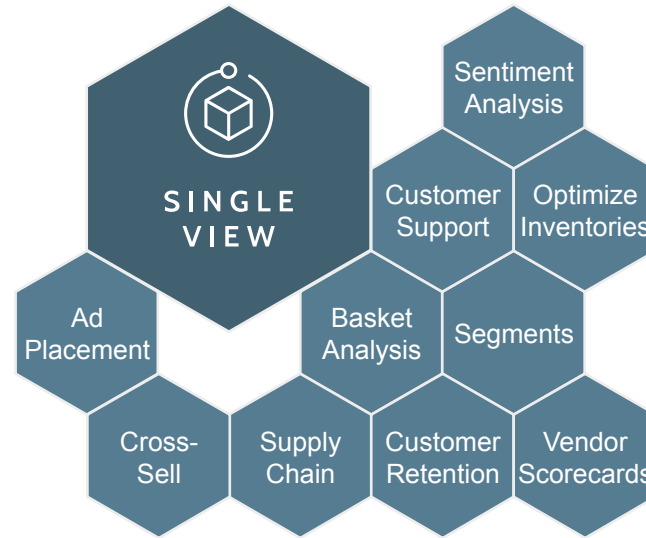 SINGLE
VIEW
Sentiment
Analysis
Customer
Support
Optimize
Inventories
Ad
Placement
Basket
Analysis
Segments
Cross-
Sell
Supply
Chain
Customer
Retention
Vendor
Scorecards